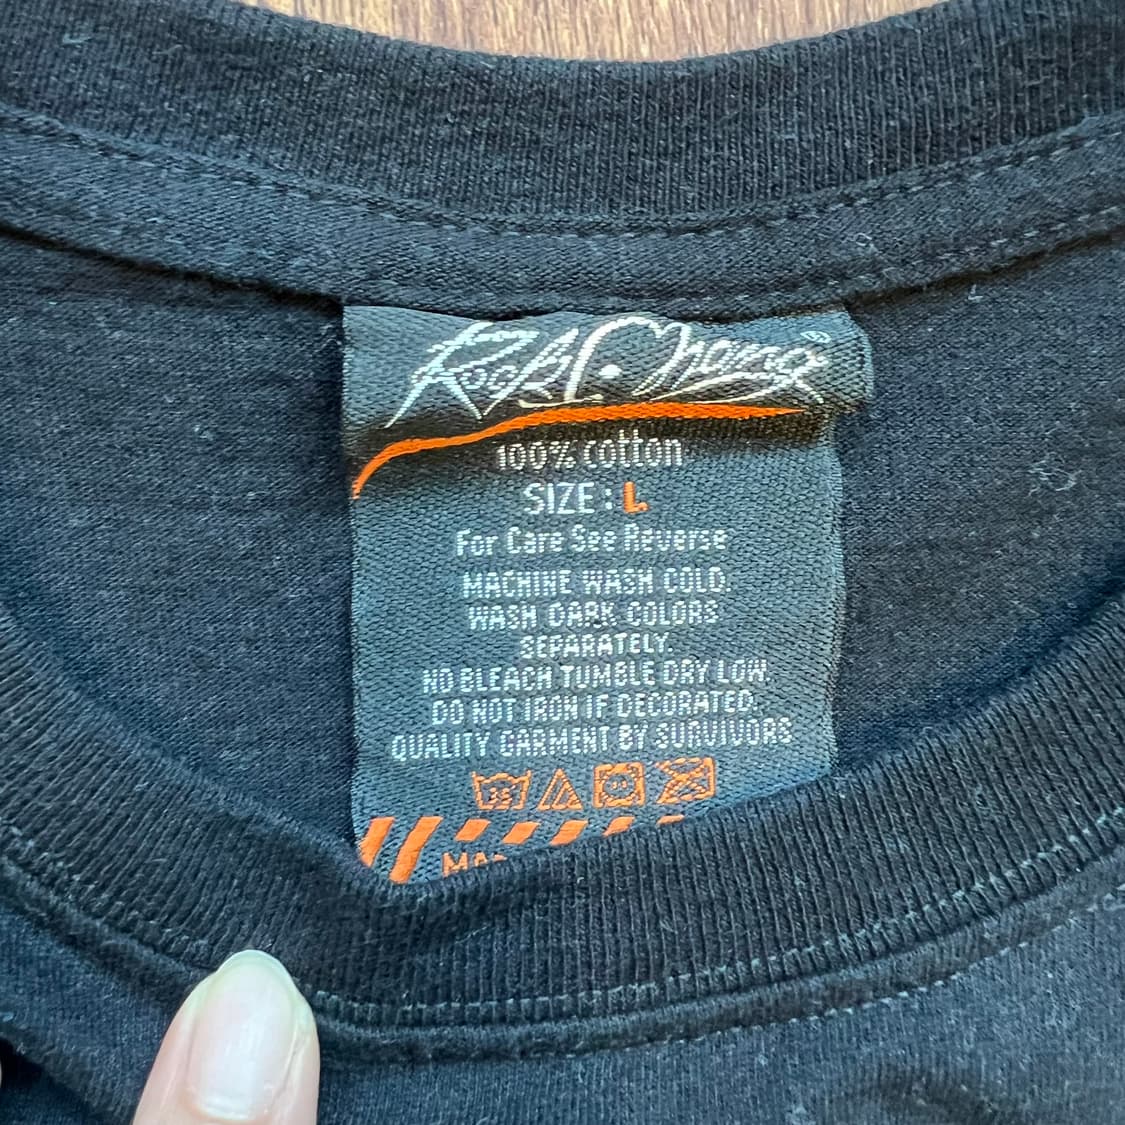 Rock Chang ®
100% cotton
SIZE: L
For Care See Reverse
MACHINE WASH COLD.
WASH DARK COLORS
SEPARATELY.
NO BLEACH.TUMBLE DRY LOW.
DO NOT IRON IF DECORATED.
QUALITY GARMENT BY SURVIVORS